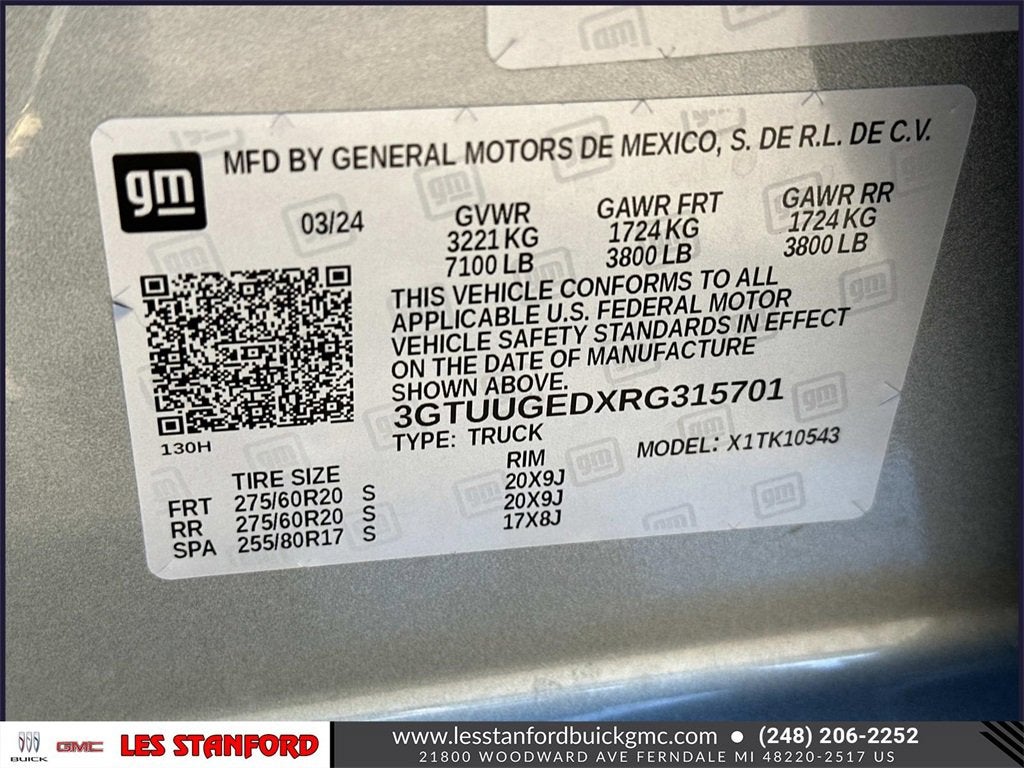 gm
MFD BY GENERAL MOTORS DE MEXICO, S. DE R.L. DE C.V.
03/24
GVWR
3221 KG
7100 LB
GAWR FRT
1724 KG
3800 LB
GAWR RR
1724 KG
3800 LB
THIS VEHICLE CONFORMS TO ALL
APPLICABLE U.S. FEDERAL MOTOR
VEHICLE SAFETY STANDARDS IN EFFECT
ON THE DATE OF MANUFACTURE
SHOWN ABOVE.
3GTUUGEDXRG315701
130H
TYPE: TRUCK
MODEL: X1TK10543
TIRE SIZE RIM
FRT 275/60R20 S 20X9J
RR 275/60R20 S 20X9J
SPA 255/80R17 S 17X8J
BUICK GMC LES STANFORD
www.lesstanfordbuickgmc.com • (248) 206-2252
21800 WOODWARD AVE FERNDALE MI 48220-2517 US